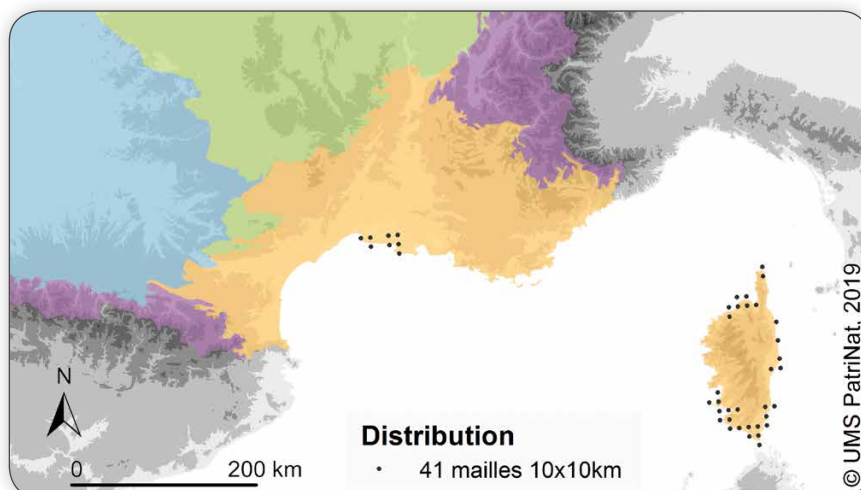 N
0 200 km
Distribution
• 41 mailles 10x10km
© UMS PatriNat, 2019